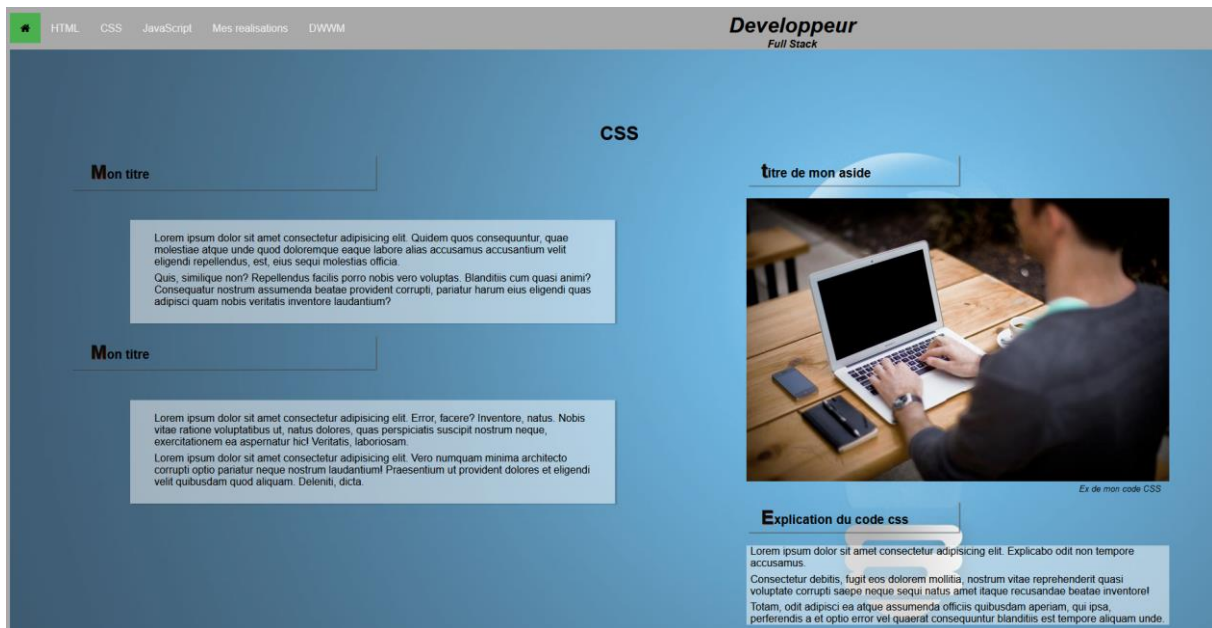 HTML CSS JavaScript Mes realisations DWWM
Developpeur
Full Stack
CSS
Mon titre
Lorem ipsum dolor sit amet consectetur adipisicing elit. Quidem quos consequuntur, quae
molestiae atque unde quod doloremque eaque labore alias accusamus accusantium velit
eligendi repellendus, est, eius sequi molestias officia.
Quis, similique non? Repellendus facilis porro nobis vero voluptas. Blanditiis cum quasi animi?
Consequatur nostrum assumenda beatae provident corrupti, pariatur harum eius eligendi quas
adipisci quam nobis veritatis inventore laudantium?
Mon titre
Lorem ipsum dolor sit amet consectetur adipisicing elit. Error, facere? Inventore, natus. Nobis
vitae ratione voluptatibus ut, natus dolores, quas perspiciatis suscipit nostrum neque,
exercitationem ea aspernatur hic! Veritatis, laboriosam.
Lorem ipsum dolor sit amet consectetur adipisicing elit. Vero numquam minima architecto
corrupti optio pariatur neque nostrum laudantium! Praesentium ut provident dolores et eligendi
velit quibusdam quod aliquam. Deleniti, dicta.
titre de mon aside
Ex de mon code CSS
Explication du code css
Lorem ipsum dolor sit amet consectetur adipisicing elit. Explicabo odit non tempore
accusamus.
Consectetur debitis, fugit eos dolorem mollitia, nostrum vitae reprehenderit quasi
voluptate corrupti saepe neque sequi natus amet itaque recusandae beatae inventore!
Totam, odit adipisci ea atque assumenda officiis quibusdam aperiam, qui ipsa,
perferendis a et optio error vel quaerat consequuntur blanditiis est tempore aliquam unde.